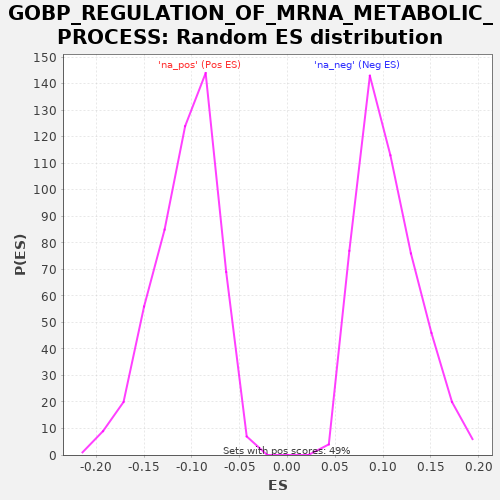 GOBP_REGULATION_OF_MRNA_METABOLIC_
PROCESS: Random ES distribution
'na_pos' (Pos ES)
'na_neg' (Neg ES)
150
140
130
120
110
100
90
80
70
60
50
40
30
20
10
0
P(ES)
Sets with pos scores: 49%
-0.20 -0.15 -0.10 -0.05 0.00 0.05 0.10 0.15 0.20
ES